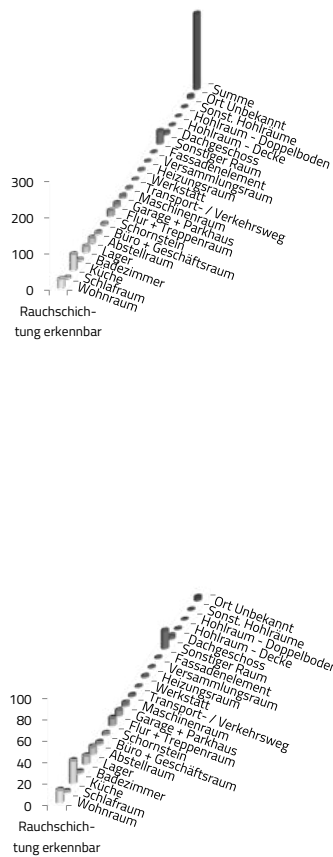 Summe
Ort Unbekannt
Sonst. Hohlräume
Hohlraum - Doppelboden
Hohlraum - Decke
Dachgeschoss
Sonstiger Raum
Fassadenelement
Versammlungsraum
Heizungsraum
Werkstatt
Transport- / Verkehrsweg
Maschinenraum
Garage + Parkhaus
Flur + Treppenraum
Schornstein
Büro + Geschäftsraum
Abstellraum
Lager
Badezimmer
Küche
Schlafraum
Wohnraum
300
200
100
0
Rauchschich-
tung erkennbar
Ort Unbekannt
Sonst. Hohlräume
Hohlraum - Doppelboden
Hohlraum - Decke
Dachgeschoss
Sonstiger Raum
Fassadenelement
Versammlungsraum
Heizungsraum
Werkstatt
Transport- / Verkehrsweg
Maschinenraum
Garage + Parkhaus
Flur + Treppenraum
Schornstein
Büro + Geschäftsraum
Abstellraum
Lager
Badezimmer
Küche
Schlafraum
Wohnraum
100
80
60
40
20
0
Rauchschich-
tung erkennbar